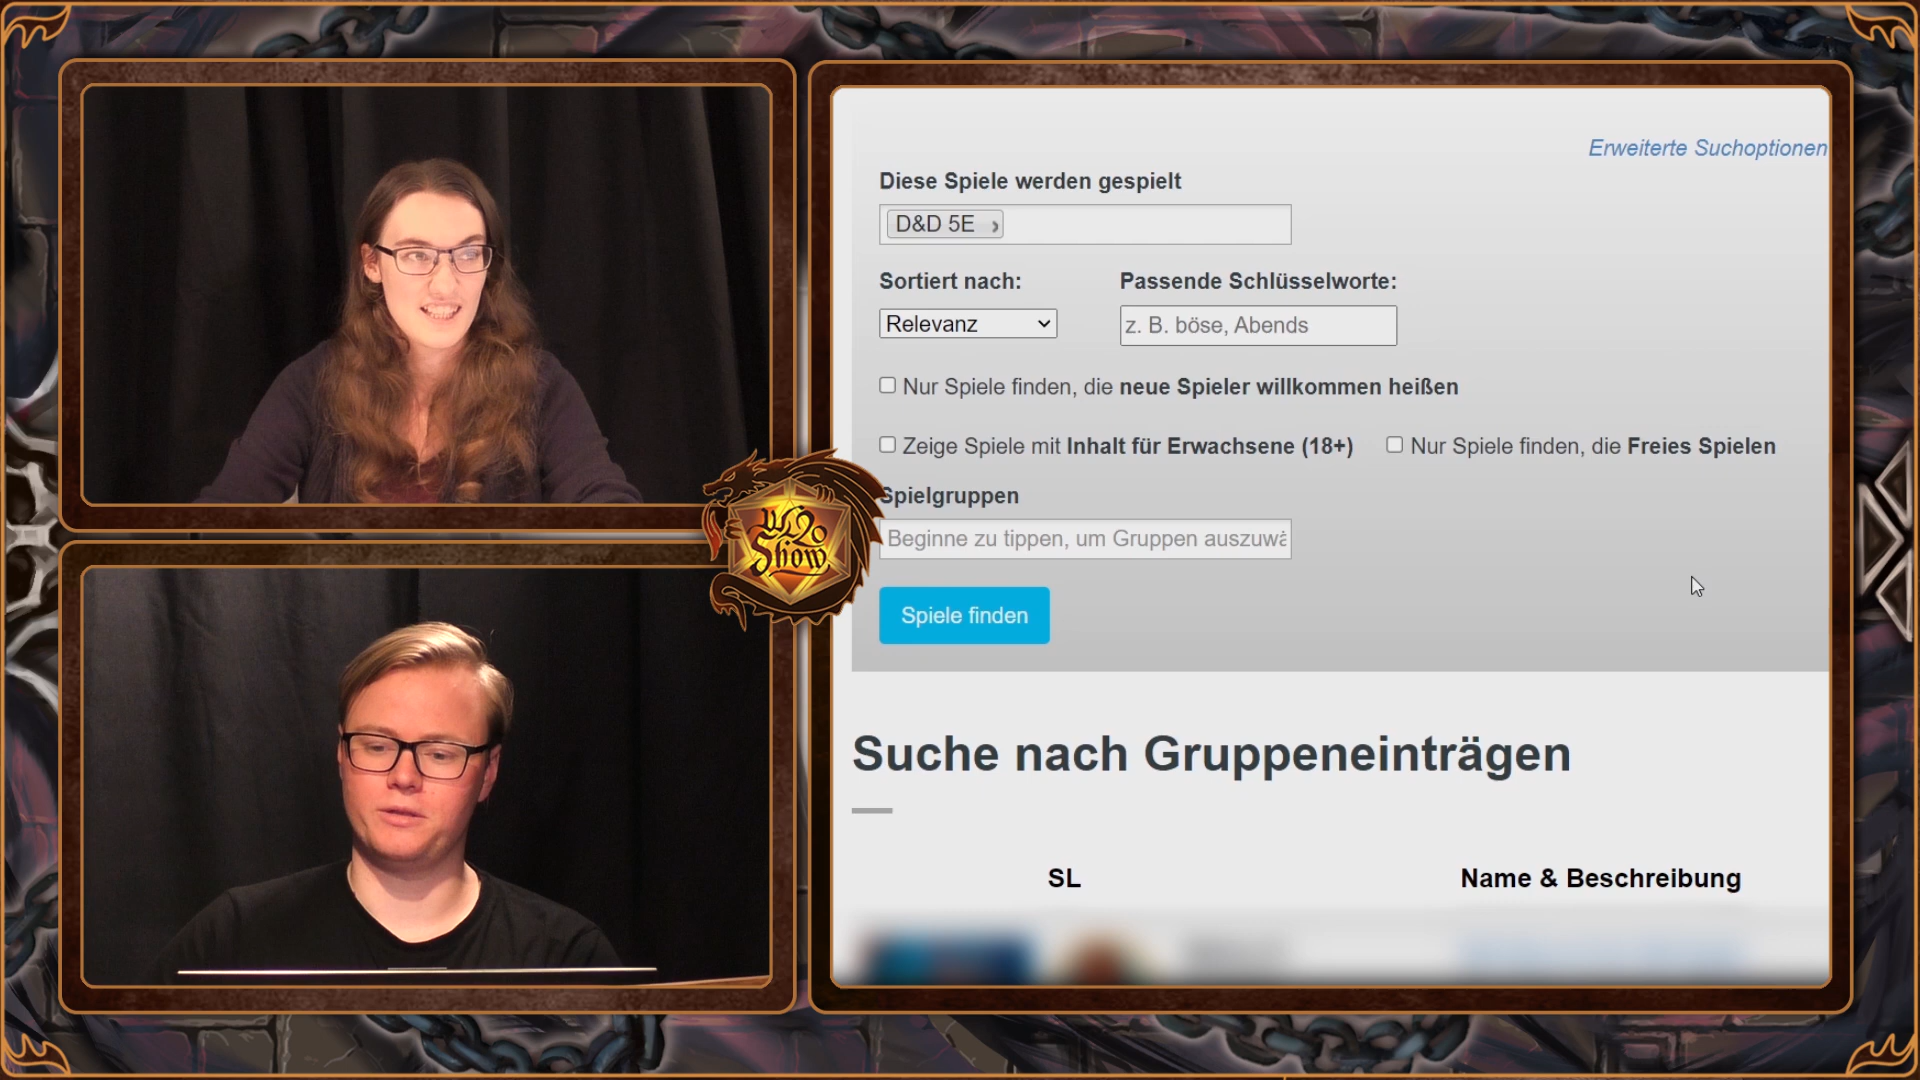 Erweiterte Suchoptionen
Diese Spiele werden gespielt
D&D 5E
Sortiert nach:
Passende Schlüsselworte:
Relevanz
z. B. böse, Abends
Nur Spiele finden, die neue Spieler willkommen heißen
Zeige Spiele mit Inhalt für Erwachsene (18+)
Nur Spiele finden, die Freies Spielen
Spielgruppen
Beginne zu tippen, um Gruppen auszuwä
W20
Show
Spiele finden
Suche nach Gruppeneinträgen
SL
Name & Beschreibung